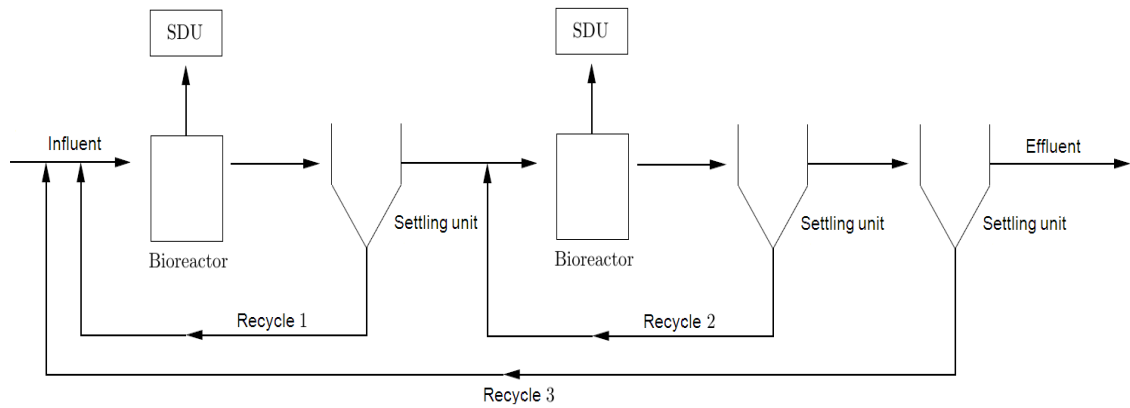 SDU
SDU
Influent
Effluent
Settling unit
Settling unit
Settling unit
Bioreactor
Bioreactor
Recycle 1
Recycle 2
Recycle 3